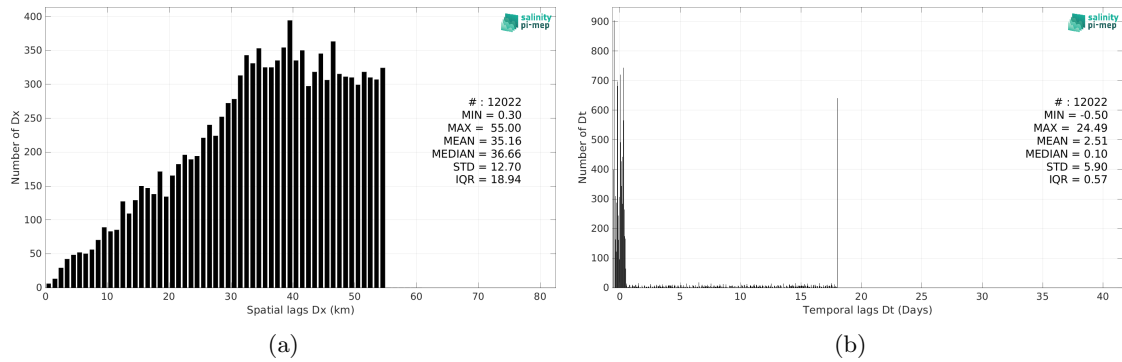 400
350
300
250
200
150
100
50
0
0 10 20 30 40 50 60 70 80
Number of Dx
Spatial lags Dx (km)
salinity
pi-mep
# : 12022
MIN = 0.30
MAX = 55.00
MEAN = 35.16
MEDIAN = 36.66
STD = 12.70
IQR = 18.94
(a)
900
800
700
600
500
400
300
200
100
0
0 5 10 15 20 25 30 35 40
Number of Dt
Temporal lags Dt (Days)
salinity
pi-mep
# : 12022
MIN = -0.50
MAX = 24.49
MEAN = 2.51
MEDIAN = 0.10
STD = 5.90
IQR = 0.57
(b)